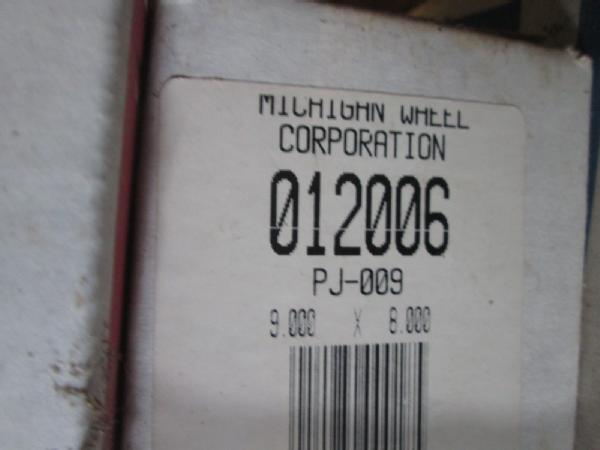 MICHIGAN WHEEL
CORPORATION
012006
PJ-009
9.000 X 8.000